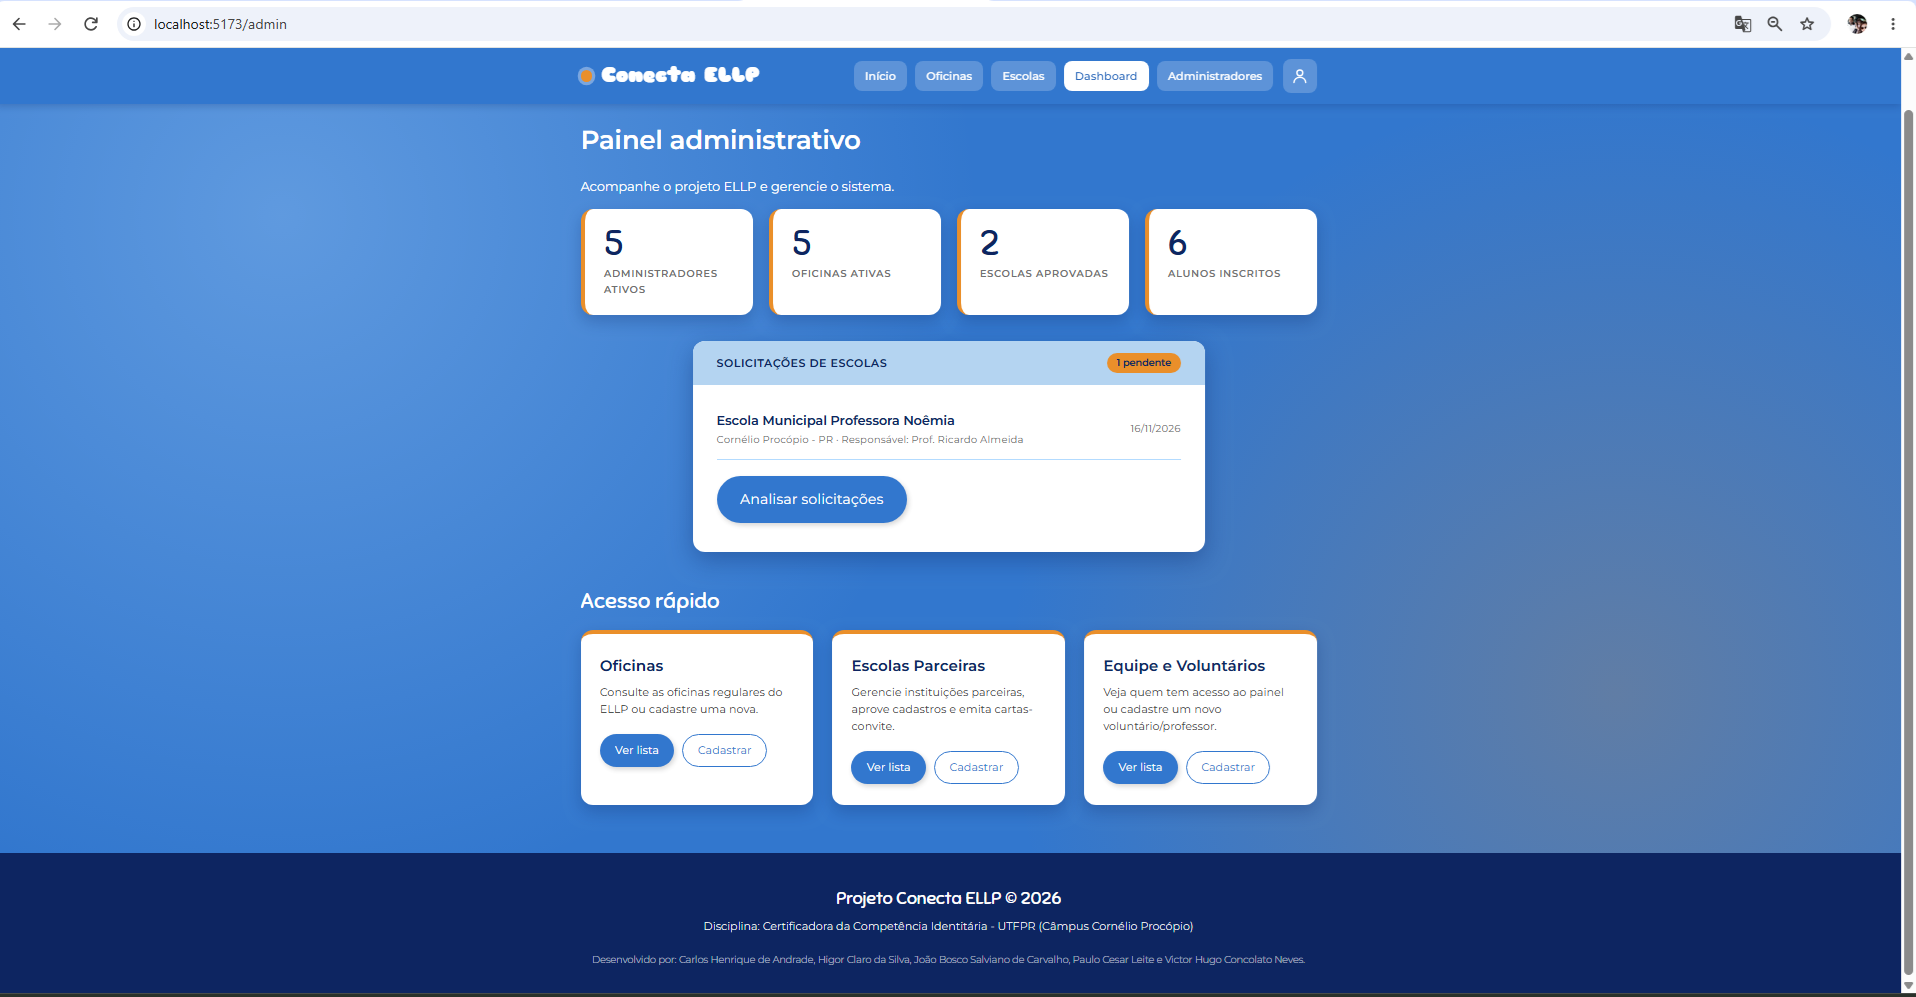 localhost:5173/admin
Conecta ELLP
Início
Oficinas
Escolas
Dashboard
Administradores
Painel administrativo
Acompanhe o projeto ELLP e gerencie o sistema.
5
ADMINISTRADORES
ATIVOS
5
OFICINAS ATIVAS
2
ESCOLAS APROVADAS
6
ALUNOS INSCRITOS
SOLICITAÇÕES DE ESCOLAS
1 pendente
Escola Municipal Professora Noêmia
Cornélio Procópio - PR · Responsável: Prof. Ricardo Almeida
16/11/2026
Analisar solicitações
Acesso rápido
Oficinas
Consulte as oficinas regulares do
ELLP ou cadastre uma nova.
Ver lista
Cadastrar
Escolas Parceiras
Gerencie instituições parceiras,
aprove cadastros e emita cartas-
convite.
Ver lista
Cadastrar
Equipe e Voluntários
Veja quem tem acesso ao painel
ou cadastre um novo
voluntário/professor.
Ver lista
Cadastrar
Projeto Conecta ELLP © 2026
Disciplina: Certificadora da Competência Identitária - UTFPR (Câmpus Cornélio Procópio)
Desenvolvido por: Carlos Henrique de Andrade, Higor Claro da Silva, João Bosco Salviano de Carvalho, Paulo Cesar Leite e Victor Hugo Concolato Neves.